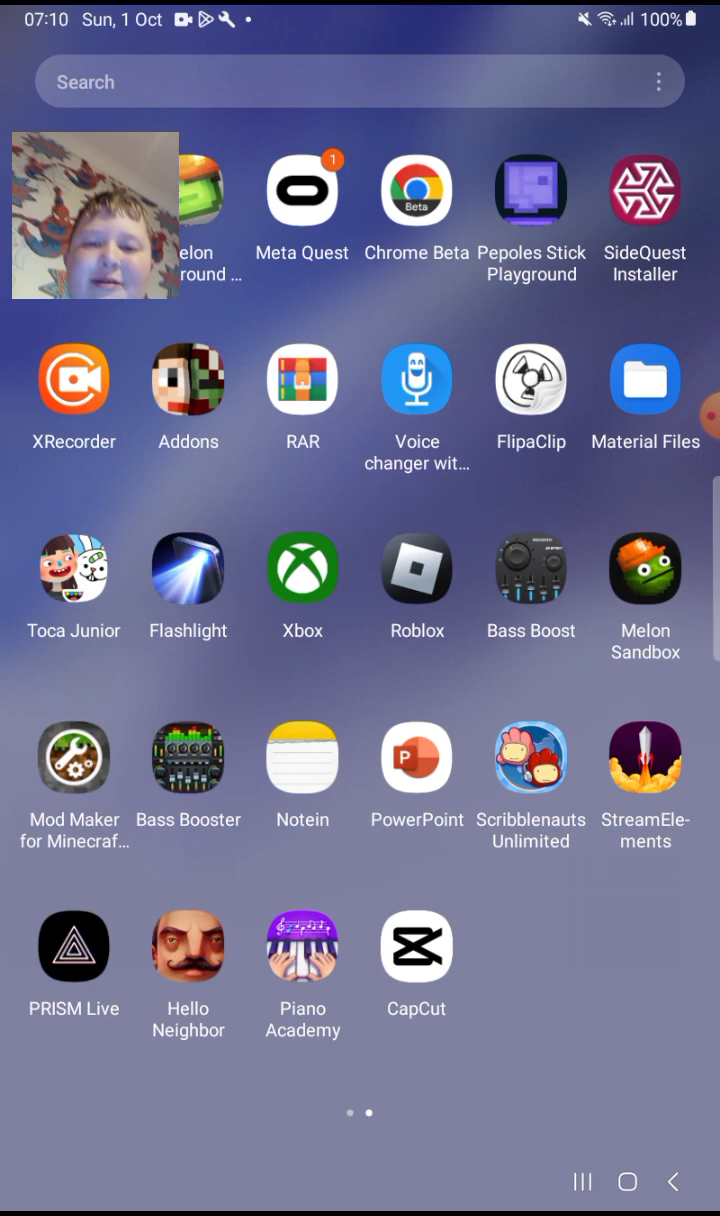 07:10 Sun, 1 Oct 100%
Search
1
elon
round ...
Meta Quest
Beta
Chrome Beta
Pepoles Stick
Playground
SideQuest
Installer
XRecorder
Addons
RAR
Voice
changer wit...
FlipaClip
Material Files
Toca Junior
Flashlight
Xbox
Roblox
Bass Boost
Melon
Sandbox
Mod Maker
for Minecraf...
Bass Booster
Notein
P
PowerPoint
Scribblenauts
Unlimited
StreamEle-
ments
PRISM Live
Hello
Neighbor
Piano
Academy
CapCut